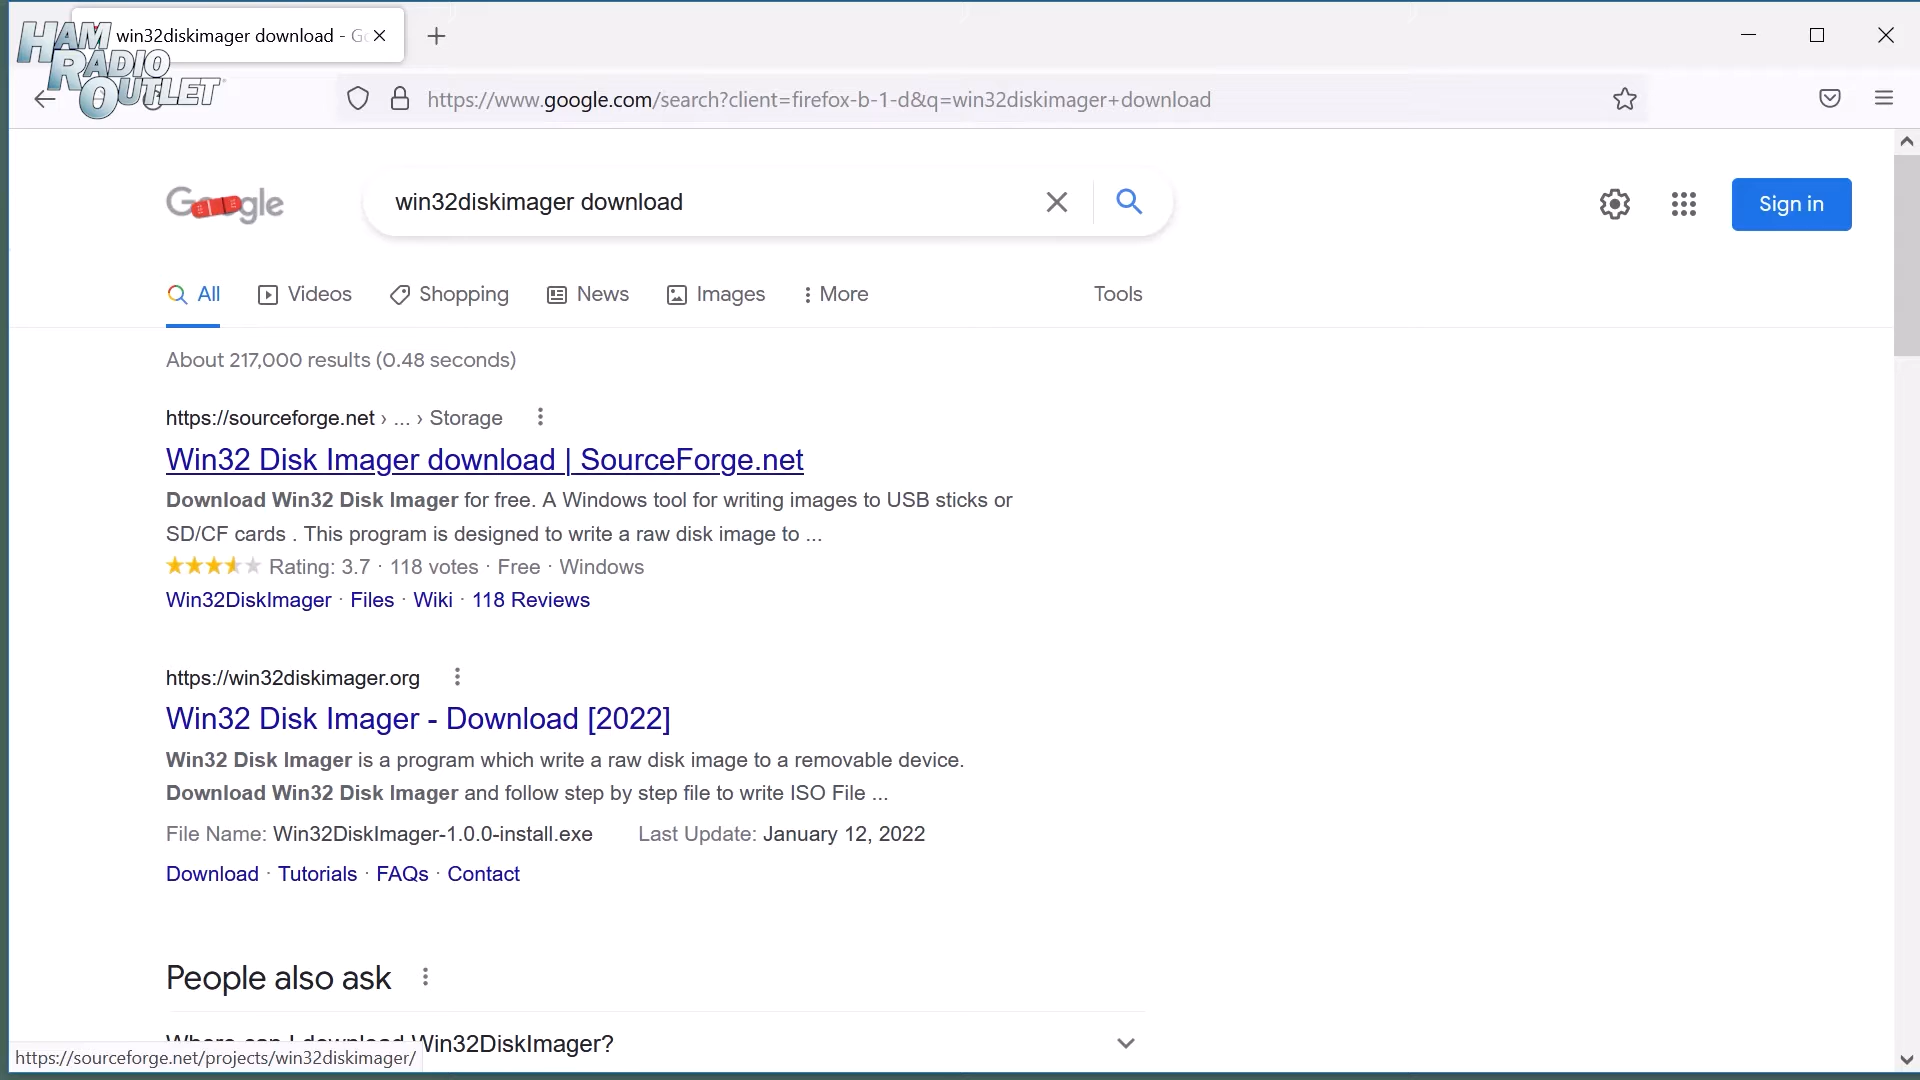 HAM RADIO OUTLET
win32diskimager download - G
https://www.google.com/search?client=firefox-b-1-d&q=win32diskimager+download
Google
win32diskimager download
Sign in
All Videos Shopping News Images More Tools
About 217,000 results (0.48 seconds)
https://sourceforge.net › ... › Storage
Win32 Disk Imager download | SourceForge.net
Download Win32 Disk Imager for free. A Windows tool for writing images to USB sticks or
SD/CF cards . This program is designed to write a raw disk image to ...
Rating: 3.7 · 118 votes · Free · Windows
Win32DiskImager · Files · Wiki · 118 Reviews
https://win32diskimager.org
Win32 Disk Imager - Download [2022]
Win32 Disk Imager is a program which write a raw disk image to a removable device.
Download Win32 Disk Imager and follow step by step file to write ISO File ...
File Name: Win32DiskImager-1.0.0-install.exe Last Update: January 12, 2022
Download · Tutorials · FAQs · Contact
People also ask
Where can I download Win32DiskImager?
https://sourceforge.net/projects/win32diskimager/